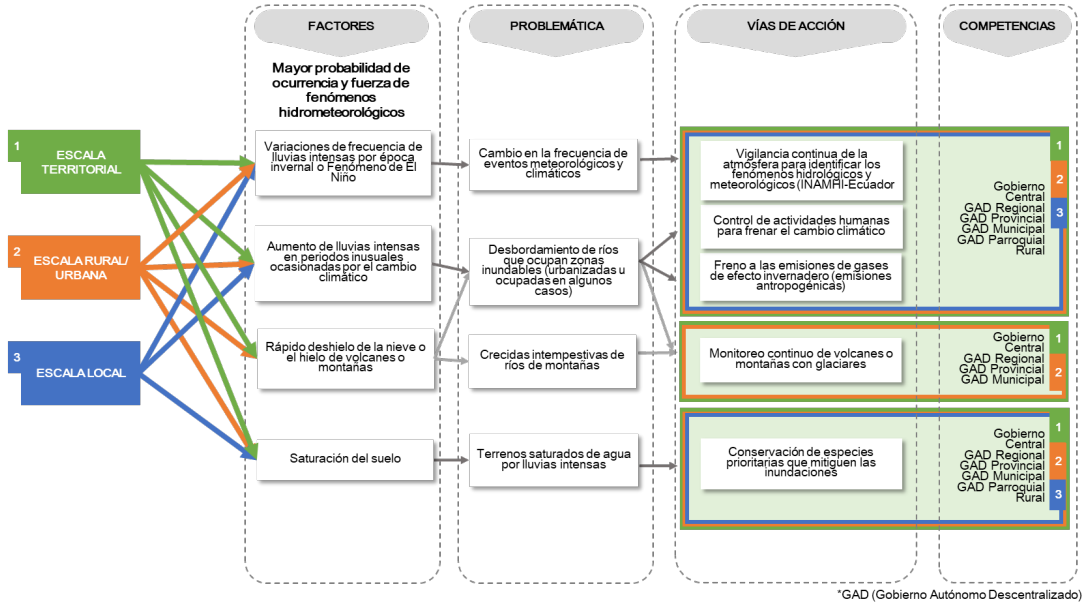 FACTORES
PROBLEMÁTICA
VÍAS DE ACCIÓN
COMPETENCIAS
Mayor probabilidad de
ocurrencia y fuerza de
fenómenos
hidrometeorológicos
1
ESCALA
TERRITORIAL
2
ESCALA RURAL/
URBANA
3
ESCALA LOCAL
Variaciones de frecuencia de
lluvias intensas por época
invernal o Fenómeno de El
Niño
Aumento de lluvias intensas
en periodos inusuales
ocasionadas por el cambio
climático
Rápido deshielo de la nieve o
el hielo de volcanes o
montañas
Saturación del suelo
Cambio en la frecuencia de
eventos meteorológicos y
climáticos
Desbordamiento de ríos
que ocupan zonas
inundables (urbanizadas u
ocupadas en algunos
casos)
Crecidas intempestivas de
ríos de montañas
Terrenos saturados de agua
por lluvias intensas
Vigilancia continua de la
atmósfera para identificar los
fenómenos hidrológicos y
meteorológicos (INAMHI-Ecuador
Control de actividades humanas
para frenar el cambio climático
Freno a las emisiones de gases
de efecto invernadero (emisiones
antropogénicas)
Monitoreo continuo de volcanes o
montañas con glaciares
Conservación de especies
prioritarias que mitiguen las
inundaciones
Gobierno
Central
GAD Regional
GAD Provincial
GAD Municipal
GAD Parroquial
Rural
1
2
3
Gobierno
Central
GAD Regional
GAD Provincial
GAD Municipal
1
2
Gobierno
Central
GAD Regional
GAD Provincial
GAD Municipal
GAD Parroquial
Rural
1
2
3
*GAD (Gobierno Autónomo Descentralizado)